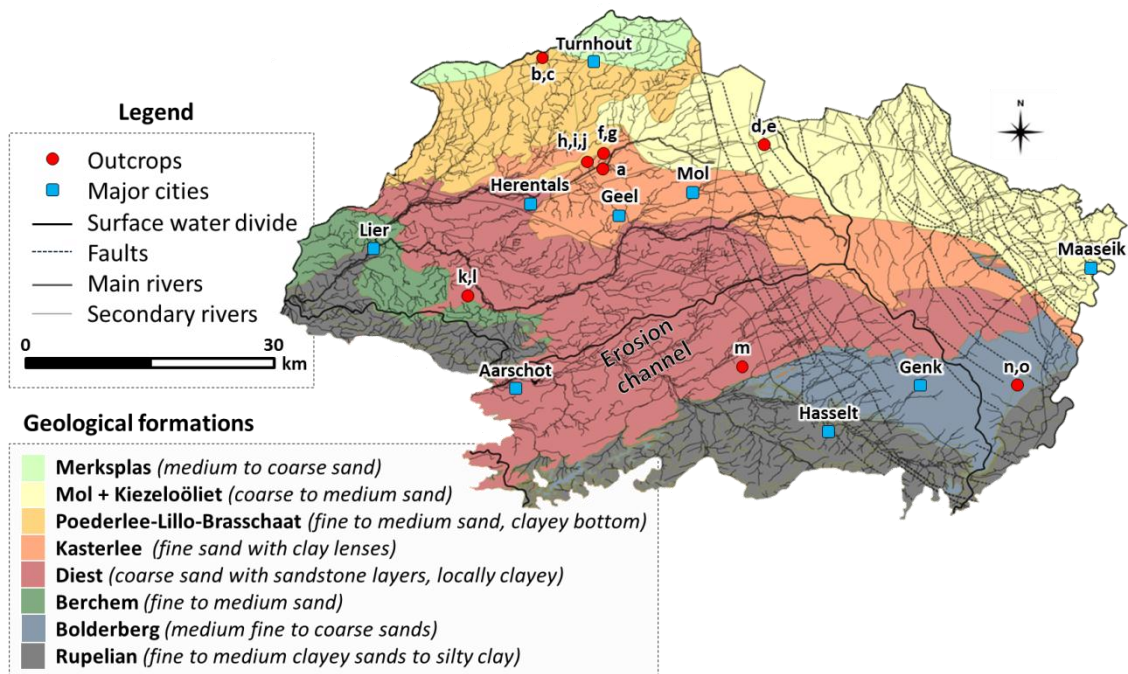 Turnhout
b,c
Legend
N
d,e
f,g
h,i,j
a
Outcrops
Mol
Major cities
Herentals
Geel
Surface water divide
Lier
Faults
Maaseik
Main rivers
k,l
Secondary rivers
0 30
km
Erosion
channel
m
Aarschot
Genk
n,o
Hasselt
Geological formations
Merksplas (medium to coarse sand)
Mol + Kiezeloöliet (coarse to medium sand)
Poederlee-Lillo-Brasschaat (fine to medium sand, clayey bottom)
Kasterlee (fine sand with clay lenses)
Diest (coarse sand with sandstone layers, locally clayey)
Berchem (fine to medium sand)
Bolderberg (medium fine to coarse sands)
Rupelian (fine to medium clayey sands to silty clay)